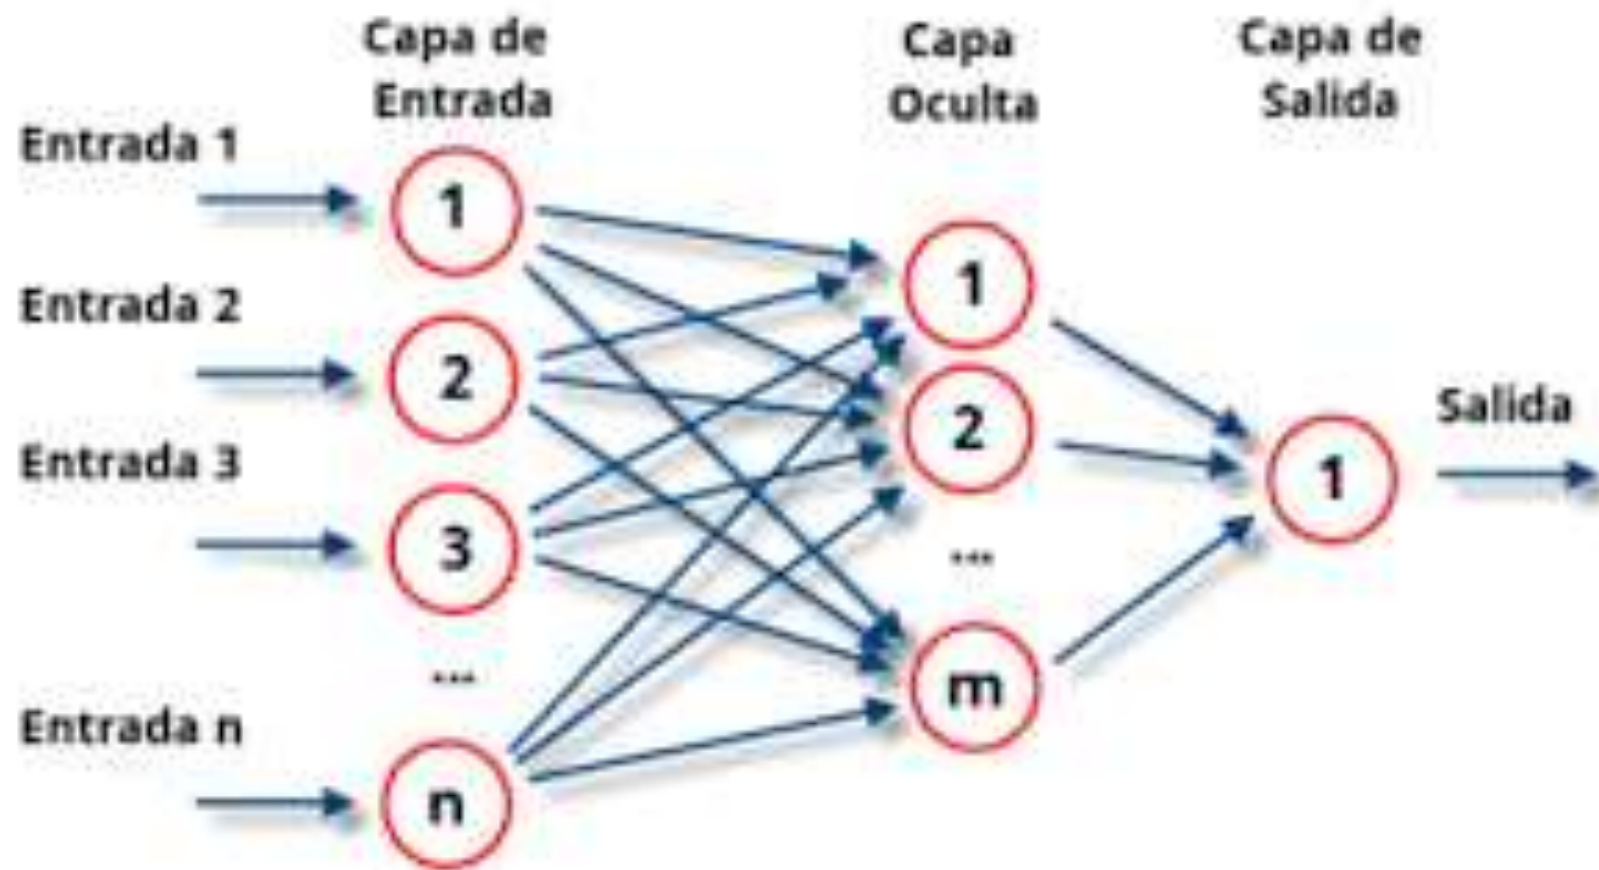 Capa de
Entrada
Capa
Oculta
Capa de
Salida
Entrada 1
1
Entrada 2
2
Entrada 3
3
...
Entrada n
n
1
2
...
m
1
Salida